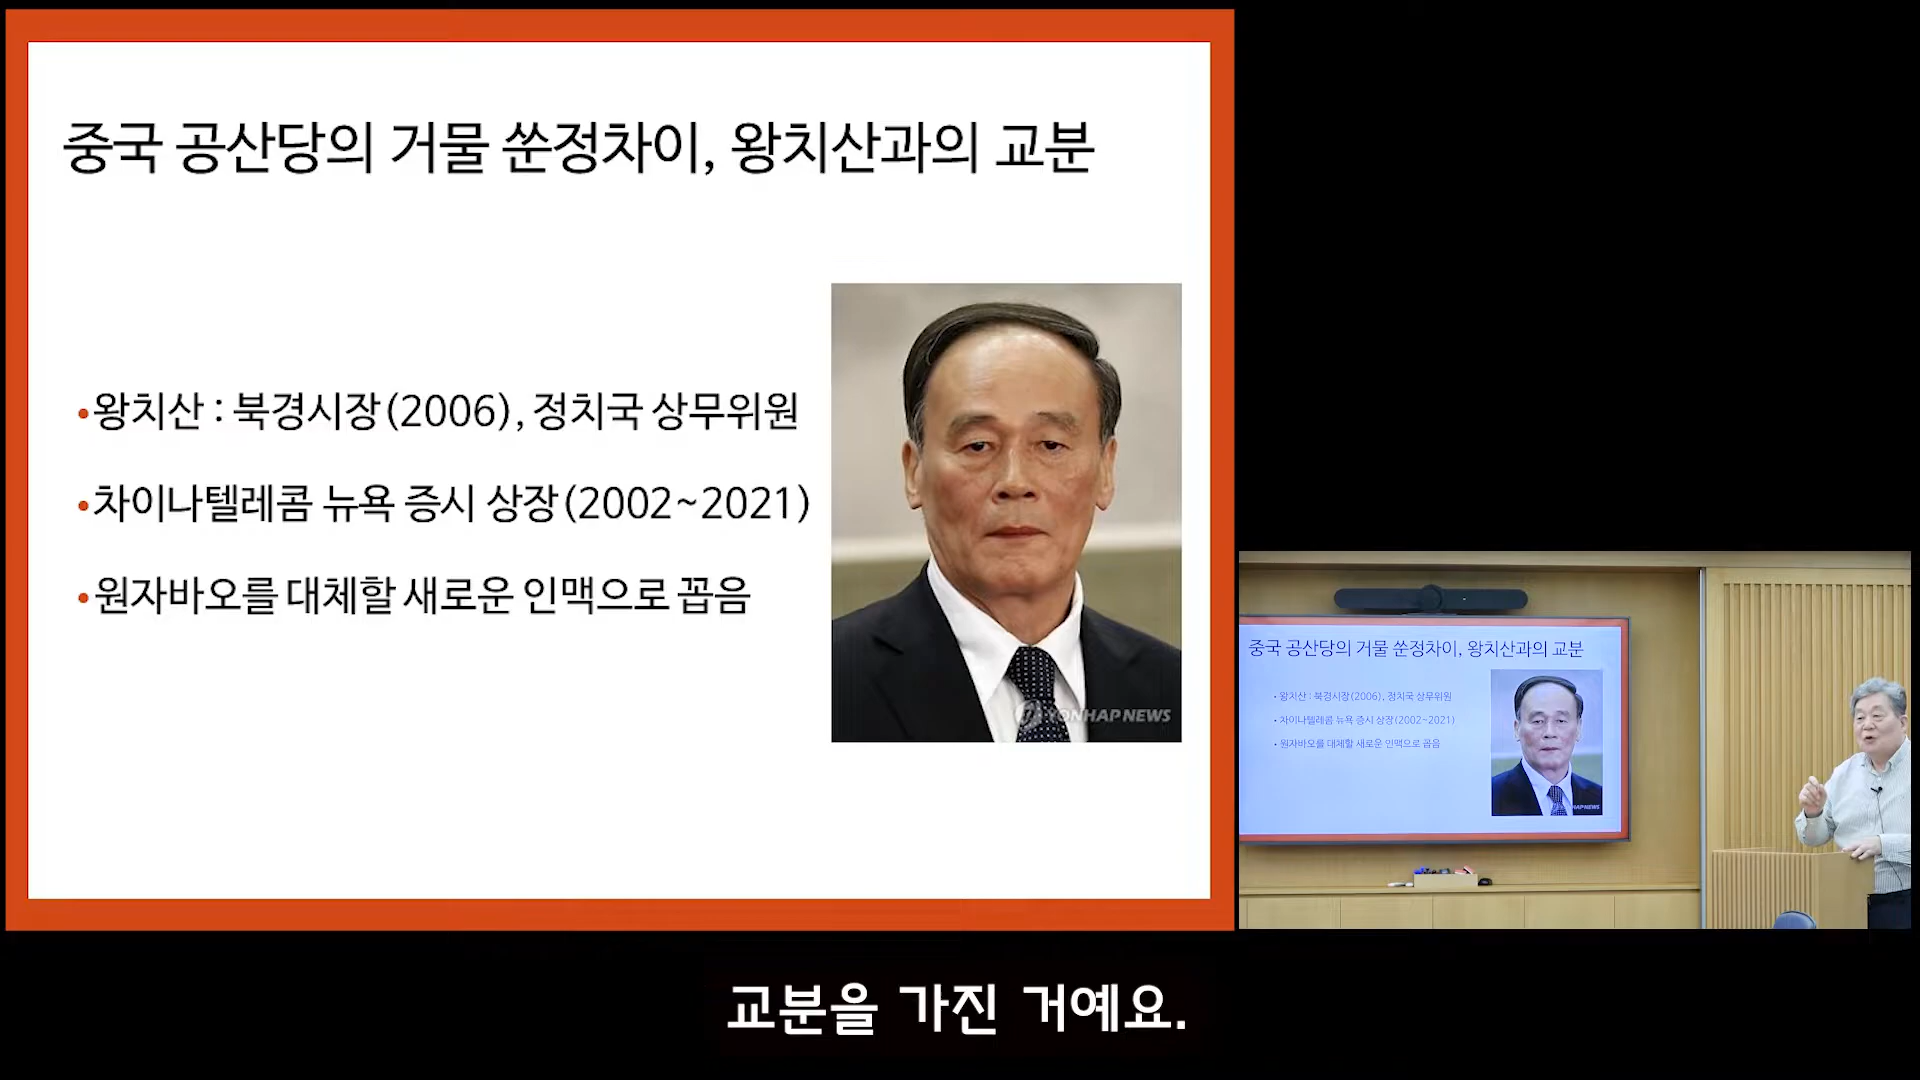 중국 공산당의 거물 쑨정차이, 왕치산과의 교분
•왕치산 : 북경시장(2006), 정치국 상무위원
•차이나텔레콤 뉴욕 증시 상장(2002~2021)
•원자바오를 대체할 새로운 인맥으로 꼽음
YONHAP NEWS
중국 공산당의 거물 쑨정차이, 왕치산과의 교분
• 왕치산 : 북경시장(2006), 정치국 상무위원
• 차이나텔레콤 뉴욕 증시 상장(2002~2021)
• 원자바오를 대체할 새로운 인맥으로 꼽음
교분을 가진 거예요.